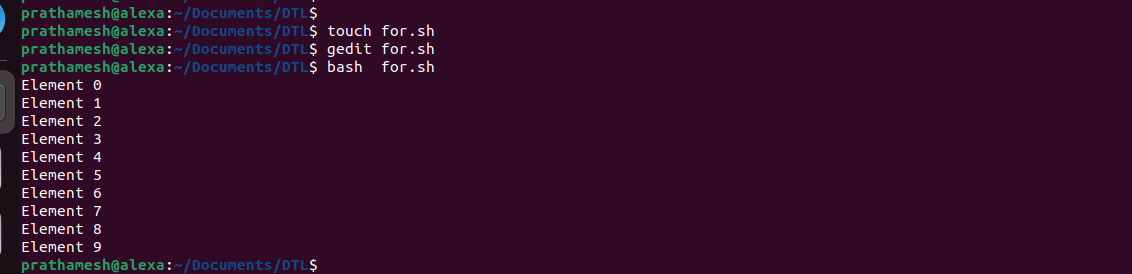 prathamesh@alexa:~/Documents/DTL$
prathamesh@alexa:~/Documents/DTL$ touch for.sh
prathamesh@alexa:~/Documents/DTL$ gedit for.sh
prathamesh@alexa:~/Documents/DTL$ bash  for.sh
Element 0
Element 1
Element 2
Element 3
Element 4
Element 5
Element 6
Element 7
Element 8
Element 9
prathamesh@alexa:~/Documents/DTL$